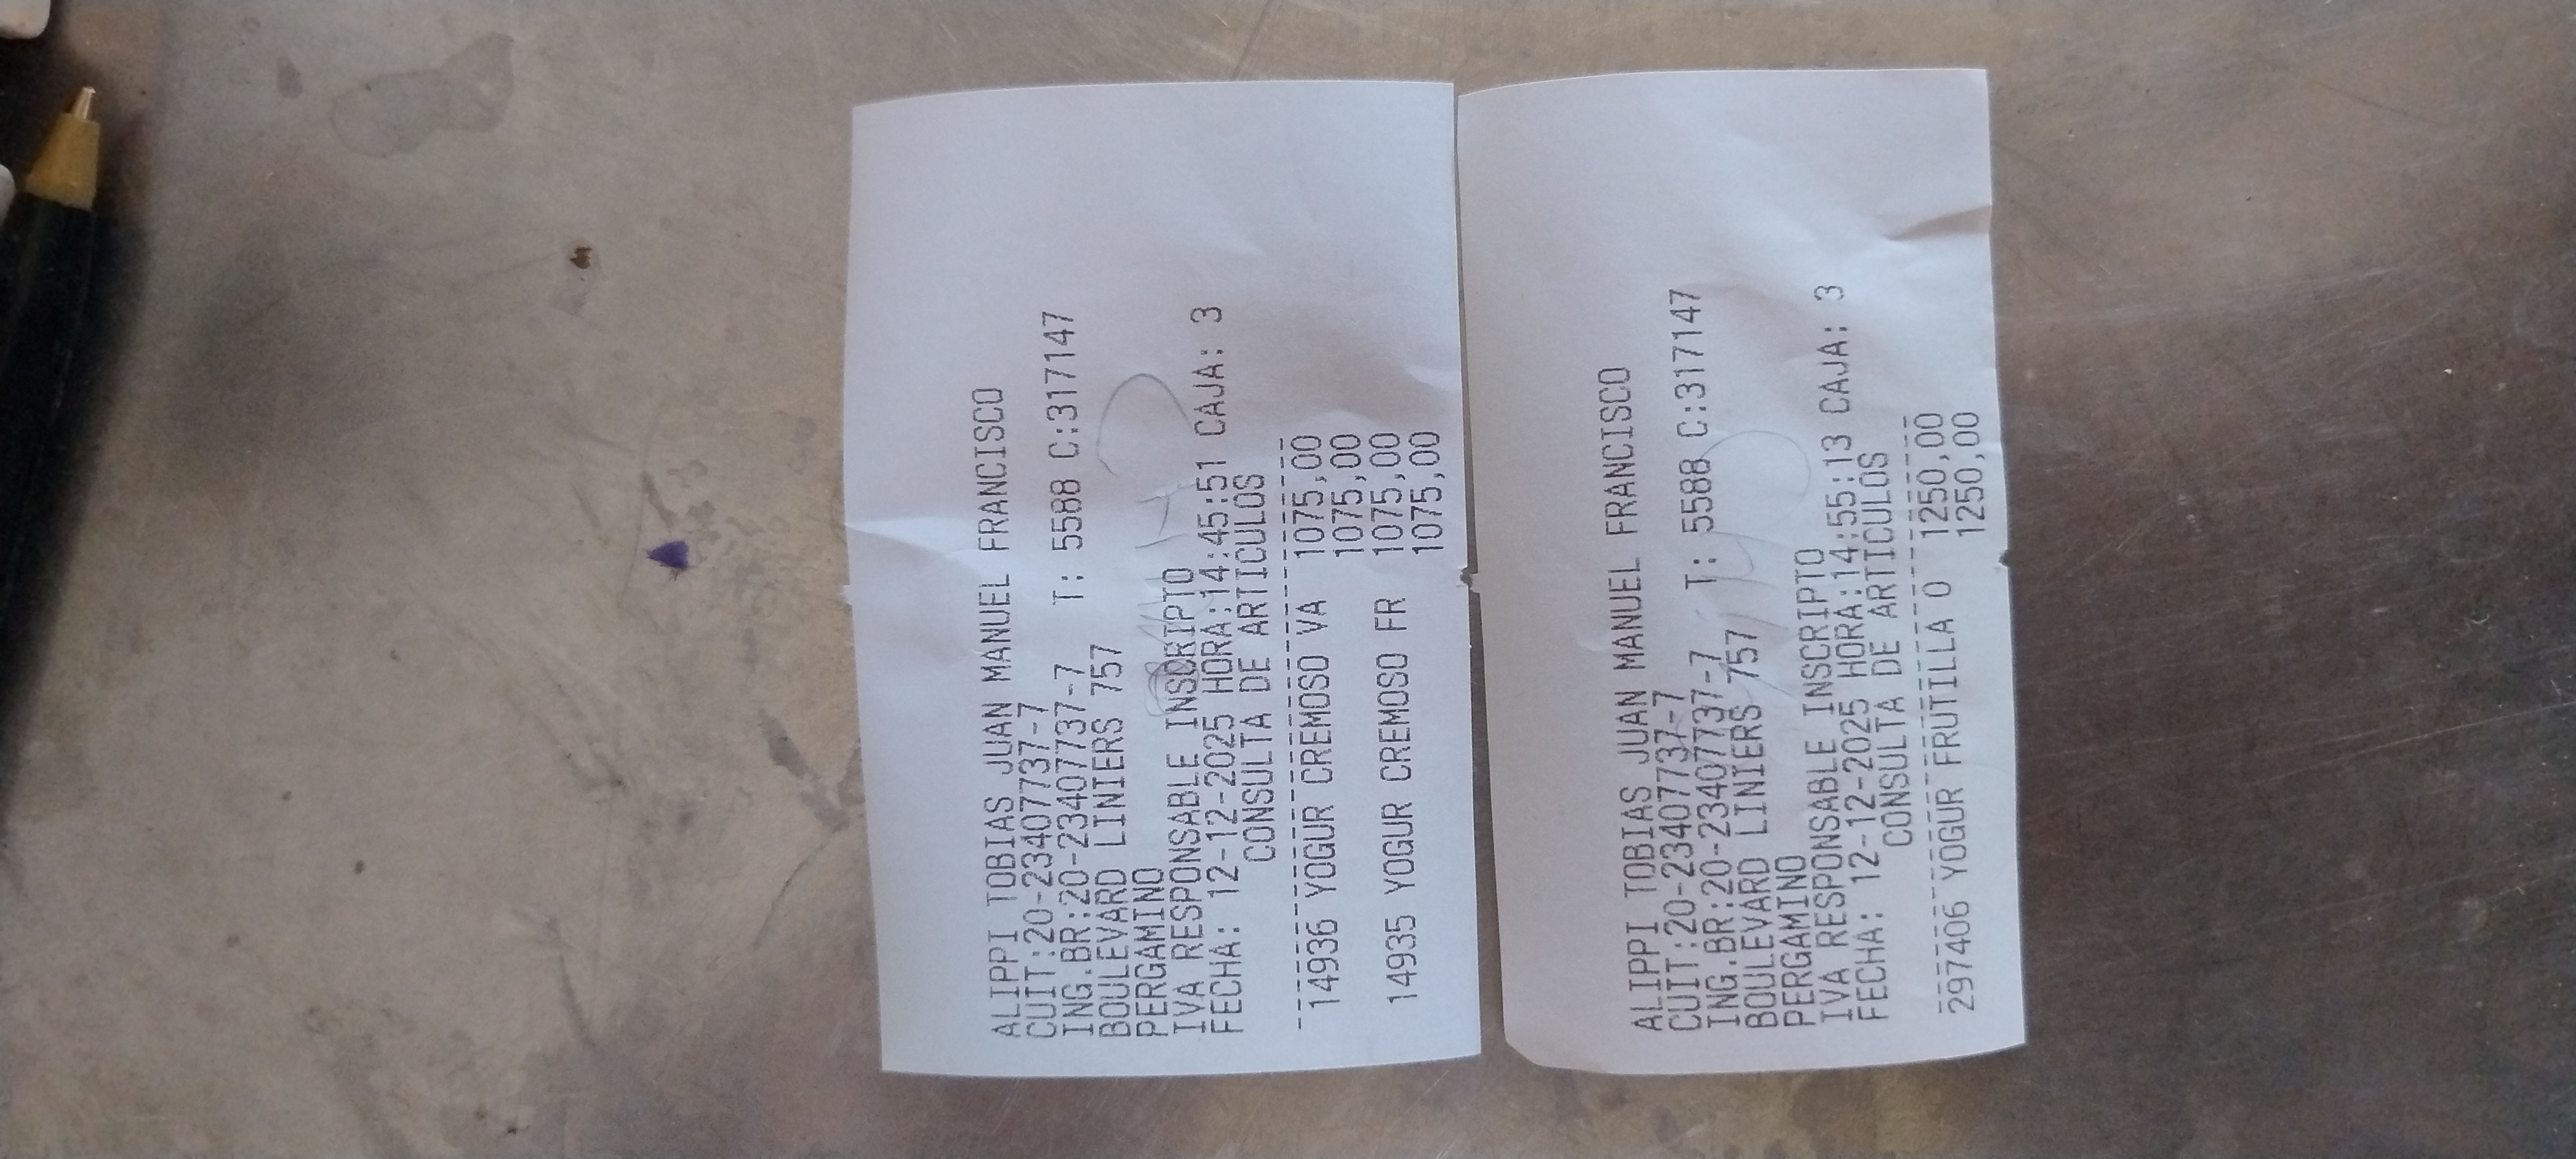 ALIPPI TOBIAS JUAN MANUEL FRANCISCO
CUIT:20-23407737-7
ING.BR:20-23407737-7 T: 5588 C:317147
BOULEVARD LINIERS 757
PERGAMINO
IVA RESPONSABLE INSCRIPTO
FECHA: 12-12-2025 HORA:14:45:51 CAJA: 3
CONSULTA DE ARTICULOS
14936 YOGUR CREMOSO VA 1075,00
1075,00
14935 YOGUR CREMOSO FR 1075,00
1075,00
ALIPPI TOBIAS JUAN MANUEL FRANCISCO
CUIT:20-23407737-7
ING.BR:20-23407737-7 T: 5588 C:317147
BOULEVARD LINIERS 757
PERGAMINO
IVA RESPONSABLE INSCRIPTO
FECHA: 12-12-2025 HORA:14:55:13 CAJA: 3
CONSULTA DE ARTICULOS
297406 YOGUR FRUTILLA O 1250,00
1250,00